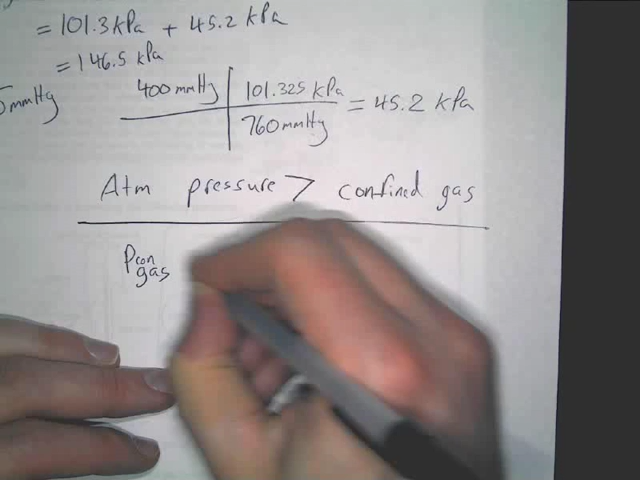 = 101.3 kPa + 45.2 kPa
= 146.5 kPa
mmHg 400 mmHg 101.325 kPa = 45.2 kPa
760 mmHg
Atm pressure > confined gas
Pcon
gas